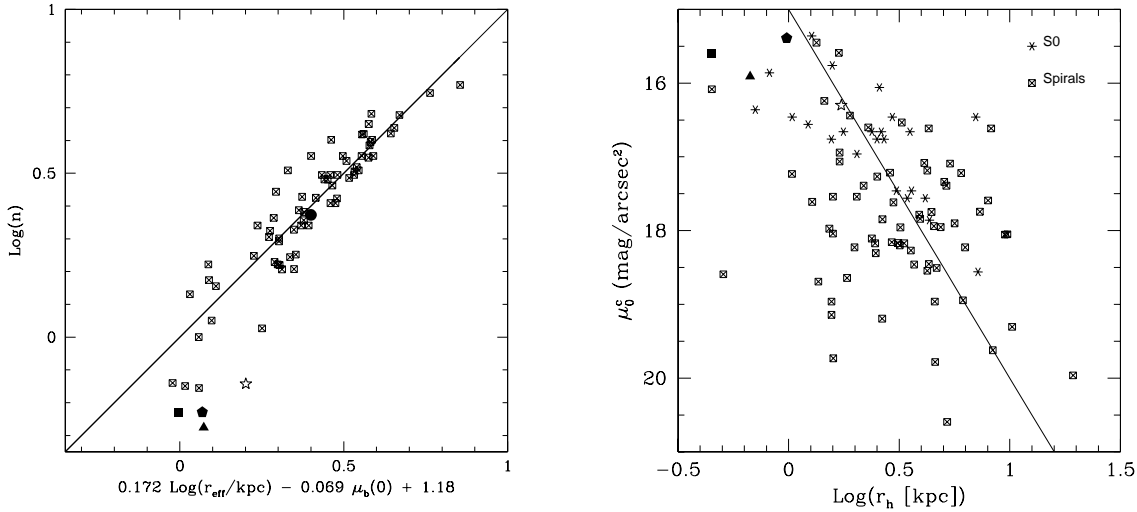 1
0.5
0
Log(n)
0
0.5
1
0.172 Log(r_eff/kpc) − 0.069 μ_b(0) + 1.18
16
18
20
μ₀ᶜ (mag/arcsec²)
S0
Spirals
−0.5
0
0.5
1
1.5
Log(r_h [kpc])